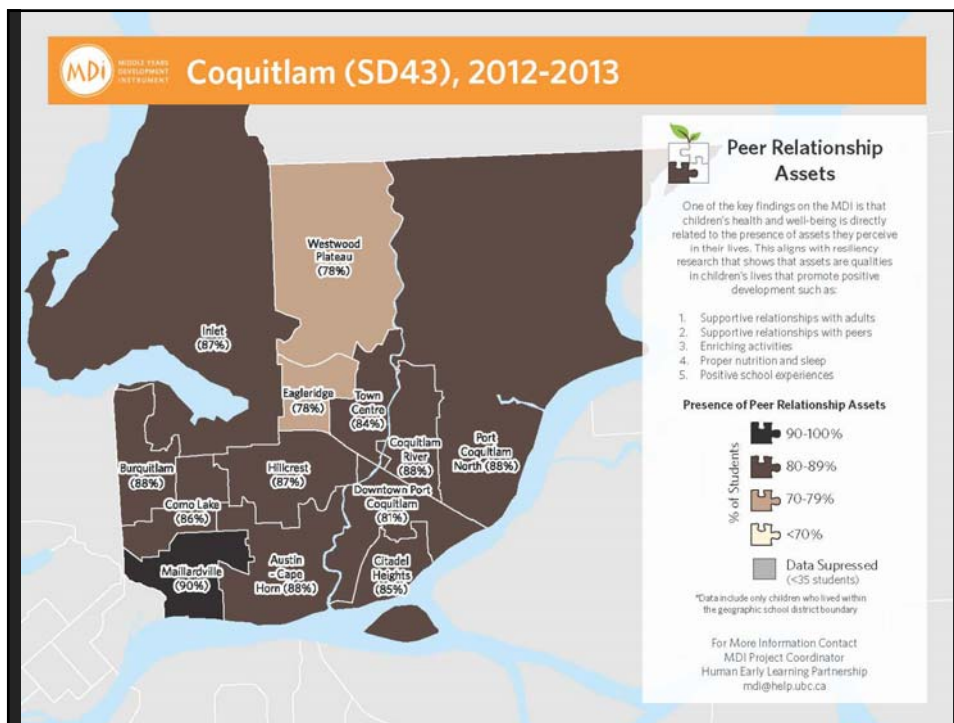 MDi
MIDDLE YEARS
DEVELOPMENT
INSTRUMENT
Coquitlam (SD43), 2012-2013
Peer Relationship
Assets
One of the key findings on the MDI is that
children's health and well-being is directly
related to the presence of assets they perceive
in their lives. This aligns with resiliency
research that shows that assets are qualities
in children's lives that promote positive
development such as:
1. Supportive relationships with adults
2. Supportive relationships with peers
3. Enriching activities
4. Proper nutrition and sleep
5. Positive school experiences
Presence of Peer Relationship Assets
% of Students
90-100%
80-89%
70-79%
<70%
Data Supressed
(<35 students)
*Data include only children who lived within
the geographic school district boundary
For More Information Contact
MDI Project Coordinator
Human Early Learning Partnership
mdi@help.ubc.ca
Westwood
Plateau
(78%)
Inlet
(87%)
Eagleridge
(78%)
Town
Centre
(84%)
Coquitlam
River
(88%)
Port
Coquitlam
North (88%)
Burquitlam
(88%)
Hillcrest
(87%)
Como Lake
(86%)
Downtown Port
Coquitlam
(81%)
Maillardville
(90%)
Austin
- Cape
Horn (88%)
Citadel
Heights
(85%)